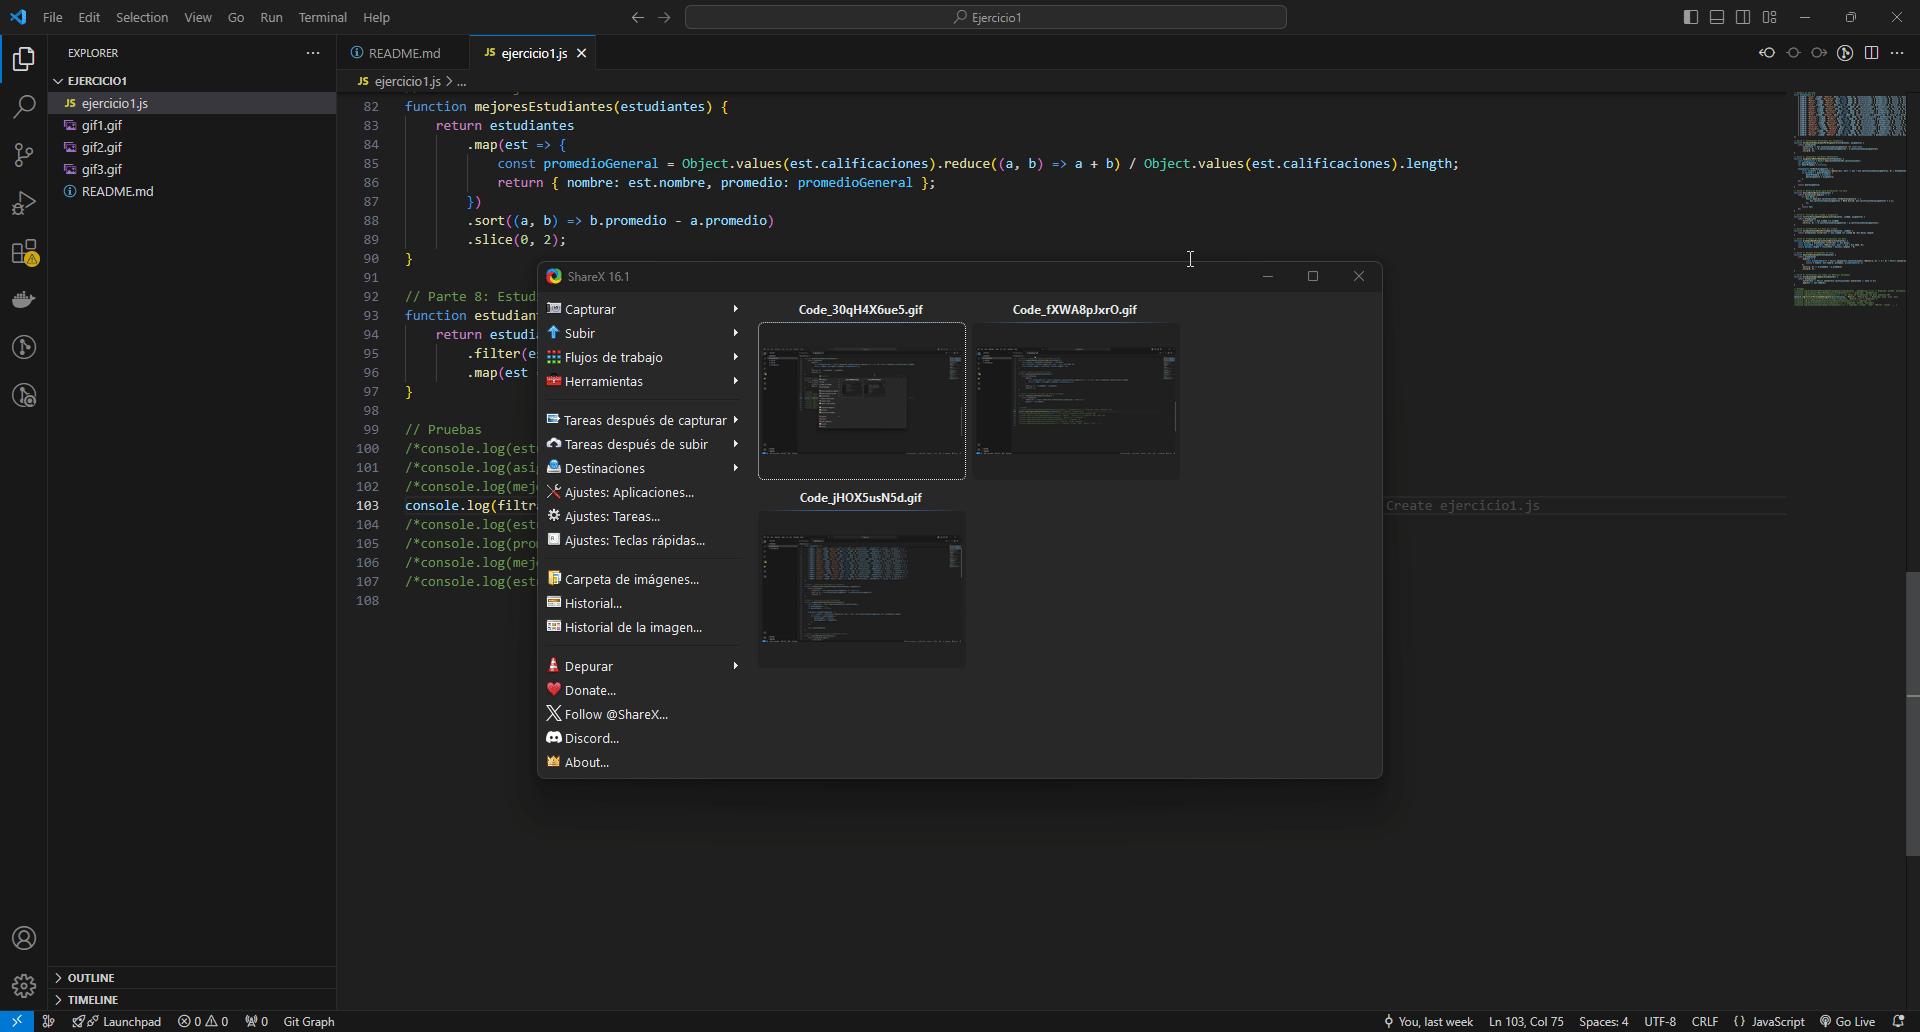 File Edit Selection View Go Run Terminal Help
Ejercicio1
EXPLORER
EJERCICIO1
JS ejercicio1.js
gif1.gif
gif2.gif
gif3.gif
README.md
OUTLINE
TIMELINE
README.md
JS ejercicio1.js
JS ejercicio1.js > ...
82 function mejoresEstudiantes(estudiantes) {
83 return estudiantes
84 .map(est => {
85 const promedioGeneral = Object.values(est.calificaciones).reduce((a, b) => a + b) / Object.values(est.calificaciones).length;
86 return { nombre: est.nombre, promedio: promedioGeneral };
87 })
88 .sort((a, b) => b.promedio - a.promedio)
89 .slice(0, 2);
90 }
91
92 // Parte 8: Estudi
93 function estudiant
94 return estudia
95 .filter(e
96 .map(est
97 }
98
99 // Pruebas
100 /*console.log(est
101 /*console.log(asi
102 /*console.log(mej
103 console.log(filtr Create ejercicio1.js
104 /*console.log(est
105 /*console.log(pro
106 /*console.log(mej
107 /*console.log(est
108
ShareX 16.1
Capturar
Subir
Flujos de trabajo
Herramientas
Tareas después de capturar
Tareas después de subir
Destinaciones
Ajustes: Aplicaciones...
Ajustes: Tareas...
Ajustes: Teclas rápidas...
Carpeta de imágenes...
Historial...
Historial de la imagen...
Depurar
Donate...
Follow @ShareX...
Discord...
About...
Code_30qH4X6ue5.gif
Code_fXWA8pJxrO.gif
Code_jHOX5usN5d.gif
Launchpad 0 0 0 Git Graph
You, last week Ln 103, Col 75 Spaces: 4 UTF-8 CRLF { } JavaScript Go Live